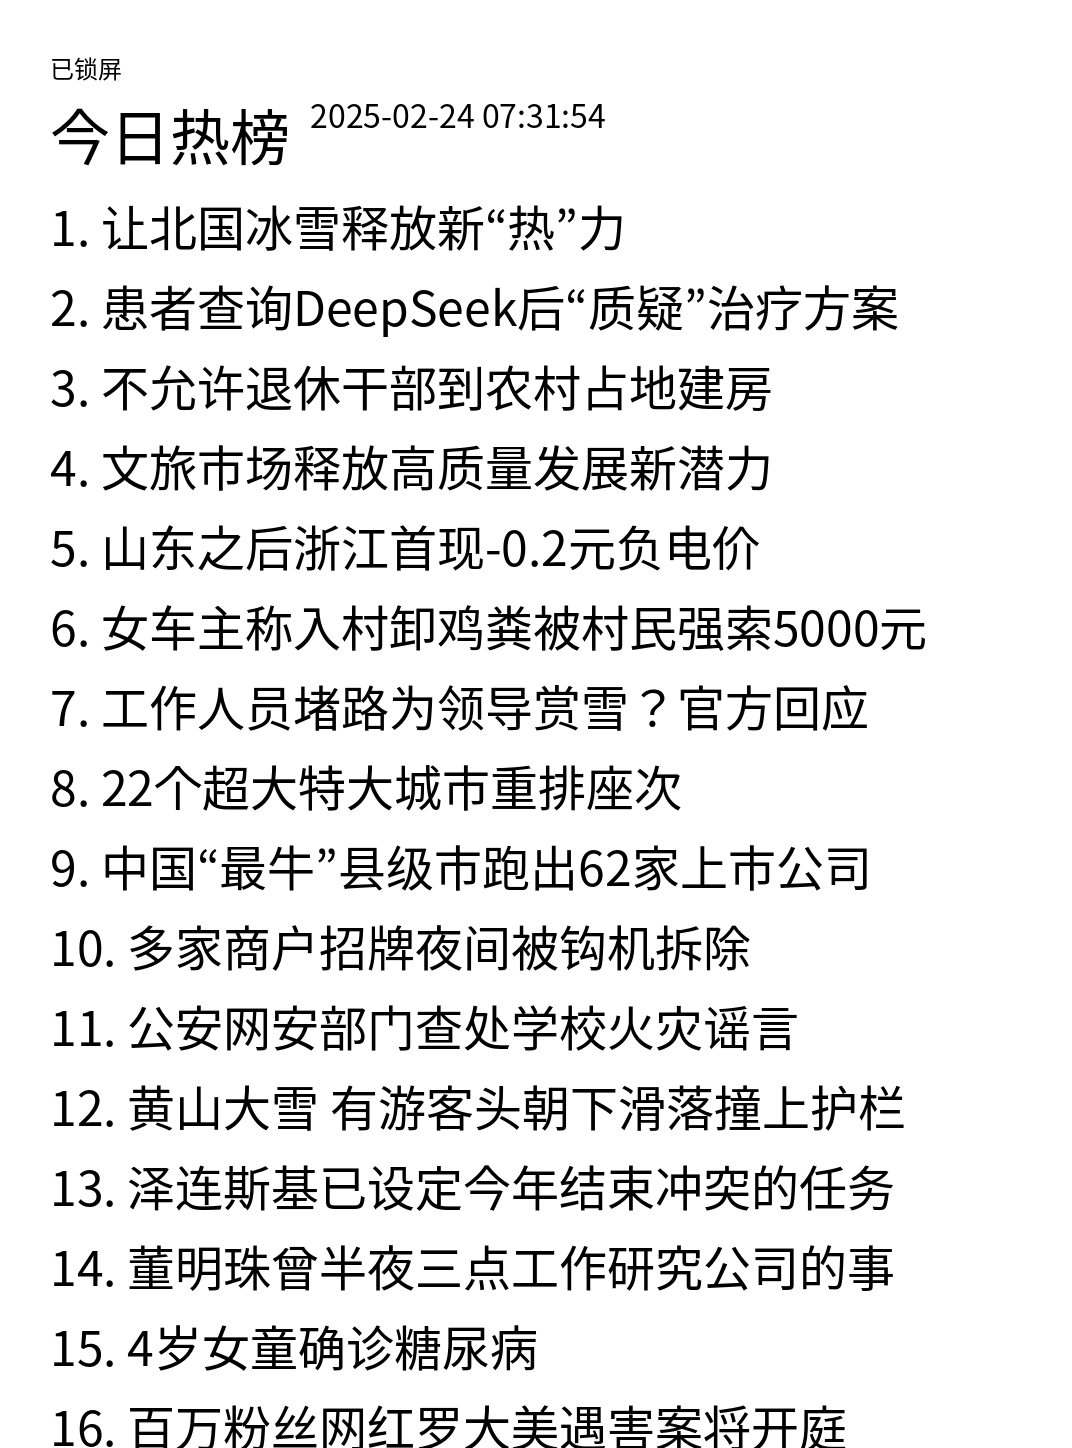 已锁屏
今日热榜 2025-02-24 07:31:54
1. 让北国冰雪释放新“热”力
2. 患者查询DeepSeek后“质疑”治疗方案
3. 不允许退休干部到农村占地建房
4. 文旅市场释放高质量发展新潜力
5. 山东之后浙江首现-0.2元负电价
6. 女车主称入村卸鸡粪被村民强索5000元
7. 工作人员堵路为领导赏雪？官方回应
8. 22个超大特大城市重排座次
9. 中国“最牛”县级市跑出62家上市公司
10. 多家商户招牌夜间被钩机拆除
11. 公安网安部门查处学校火灾谣言
12. 黄山大雪 有游客头朝下滑落撞上护栏
13. 泽连斯基已设定今年结束冲突的任务
14. 董明珠曾半夜三点工作研究公司的事
15. 4岁女童确诊糖尿病
16. 百万粉丝网红罗大美遇害案将开庭